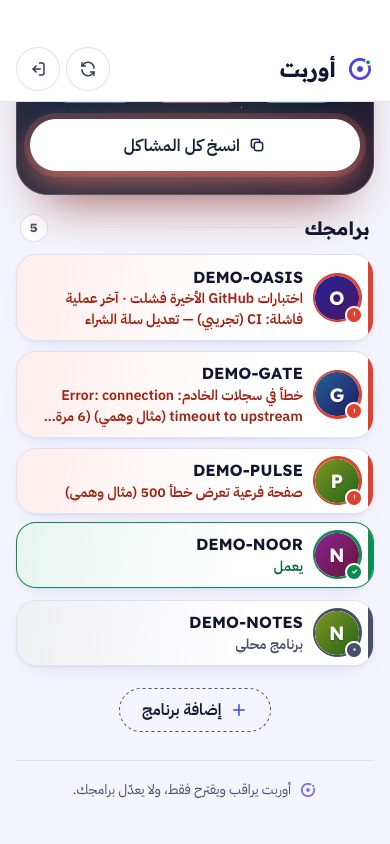 أوربت
انسخ كل المشاكل
برامجك
5
DEMO-OASIS
O
اختبارات GitHub الأخيرة فشلت · آخر عملية
فاشلة: CI (تجريبي) — تعديل سلة الشراء
DEMO-GATE
G
خطأ في سجلات الخادم: Error: connection
timeout to upstream (مثال وهمي) (6 مرة...
DEMO-PULSE
P
صفحة فرعية تعرض خطأ 500 (مثال وهمي)
DEMO-NOOR
N
يعمل
DEMO-NOTES
N
برنامج محلي
إضافة برنامج
أوربت يراقب ويقترح فقط، ولا يعدّل برامجك.